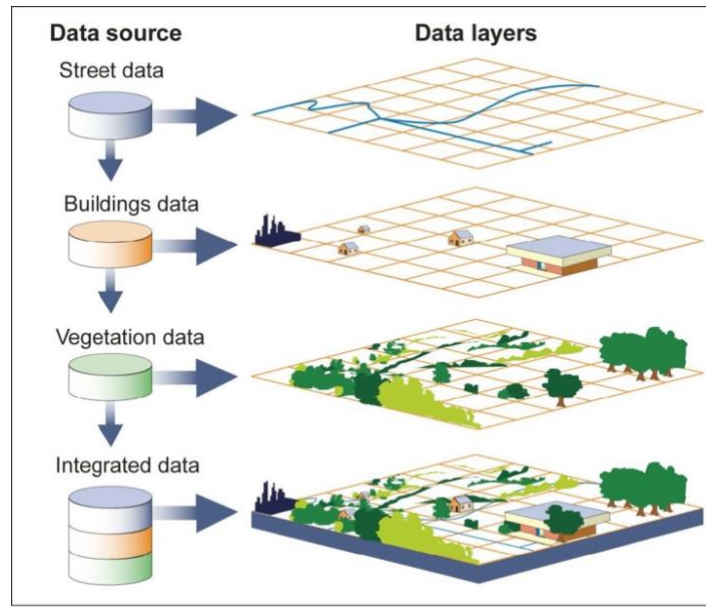 Data source
Data layers
Street data
Buildings data
Vegetation data
Integrated data